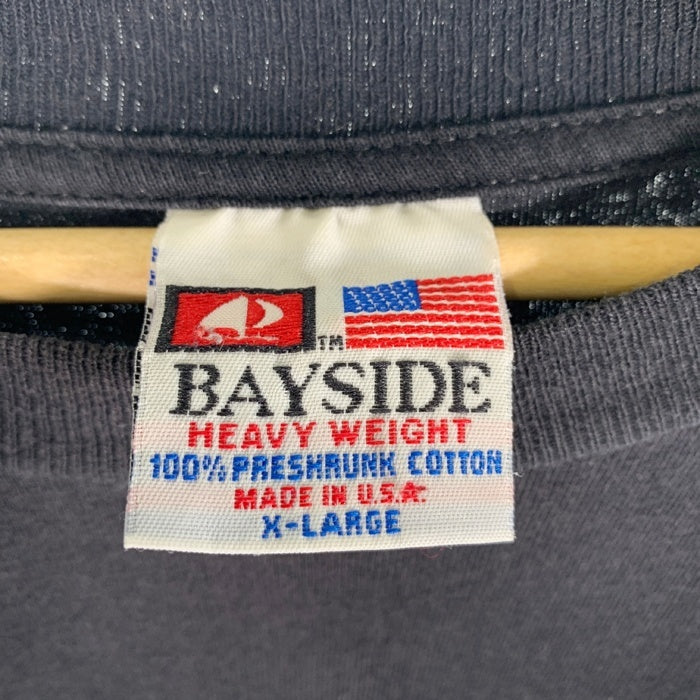 TM
BAYSIDE
HEAVY WEIGHT
100% PRESHRUNK COTTON
MADE IN U.S.A.
X-LARGE